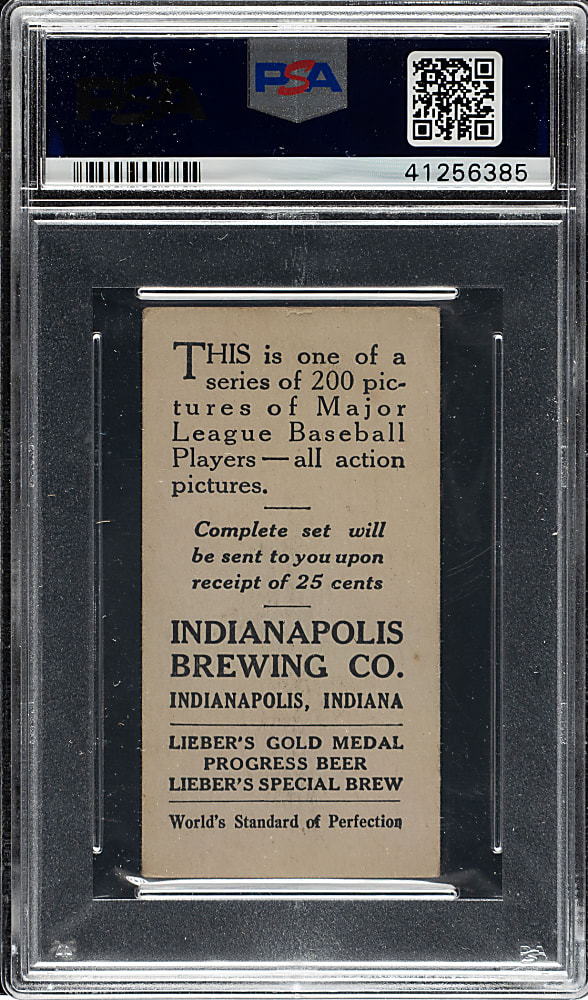 PSA
PSA
41256385
THIS is one of a
series of 200 pic-
tures of Major
League Baseball
Players—all action
pictures.
Complete set will
be sent to you upon
receipt of 25 cents
INDIANAPOLIS
BREWING CO.
INDIANAPOLIS, INDIANA
LIEBER'S GOLD MEDAL
PROGRESS BEER
LIEBER'S SPECIAL BREW
World's Standard of Perfection
PSA